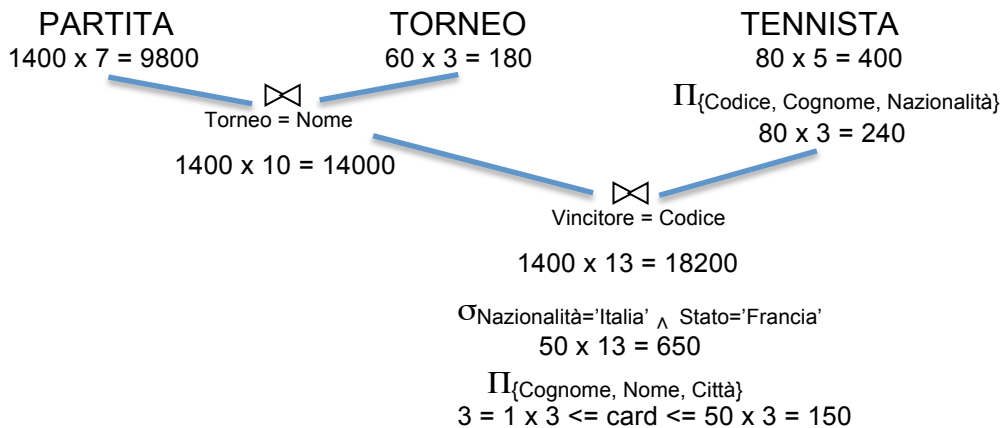 PARTITA TORNEO TENNISTA
1400 x 7 = 9800 60 x 3 = 180 80 x 5 = 400
⋈
Torneo = Nome
Π{Codice, Cognome, Nazionalità}
80 x 3 = 240
1400 x 10 = 14000
⋈
Vincitore = Codice
1400 x 13 = 18200
σNazionalità='Italia' ∧ Stato='Francia'
50 x 13 = 650
Π{Cognome, Nome, Città}
3 = 1 x 3 <= card <= 50 x 3 = 150